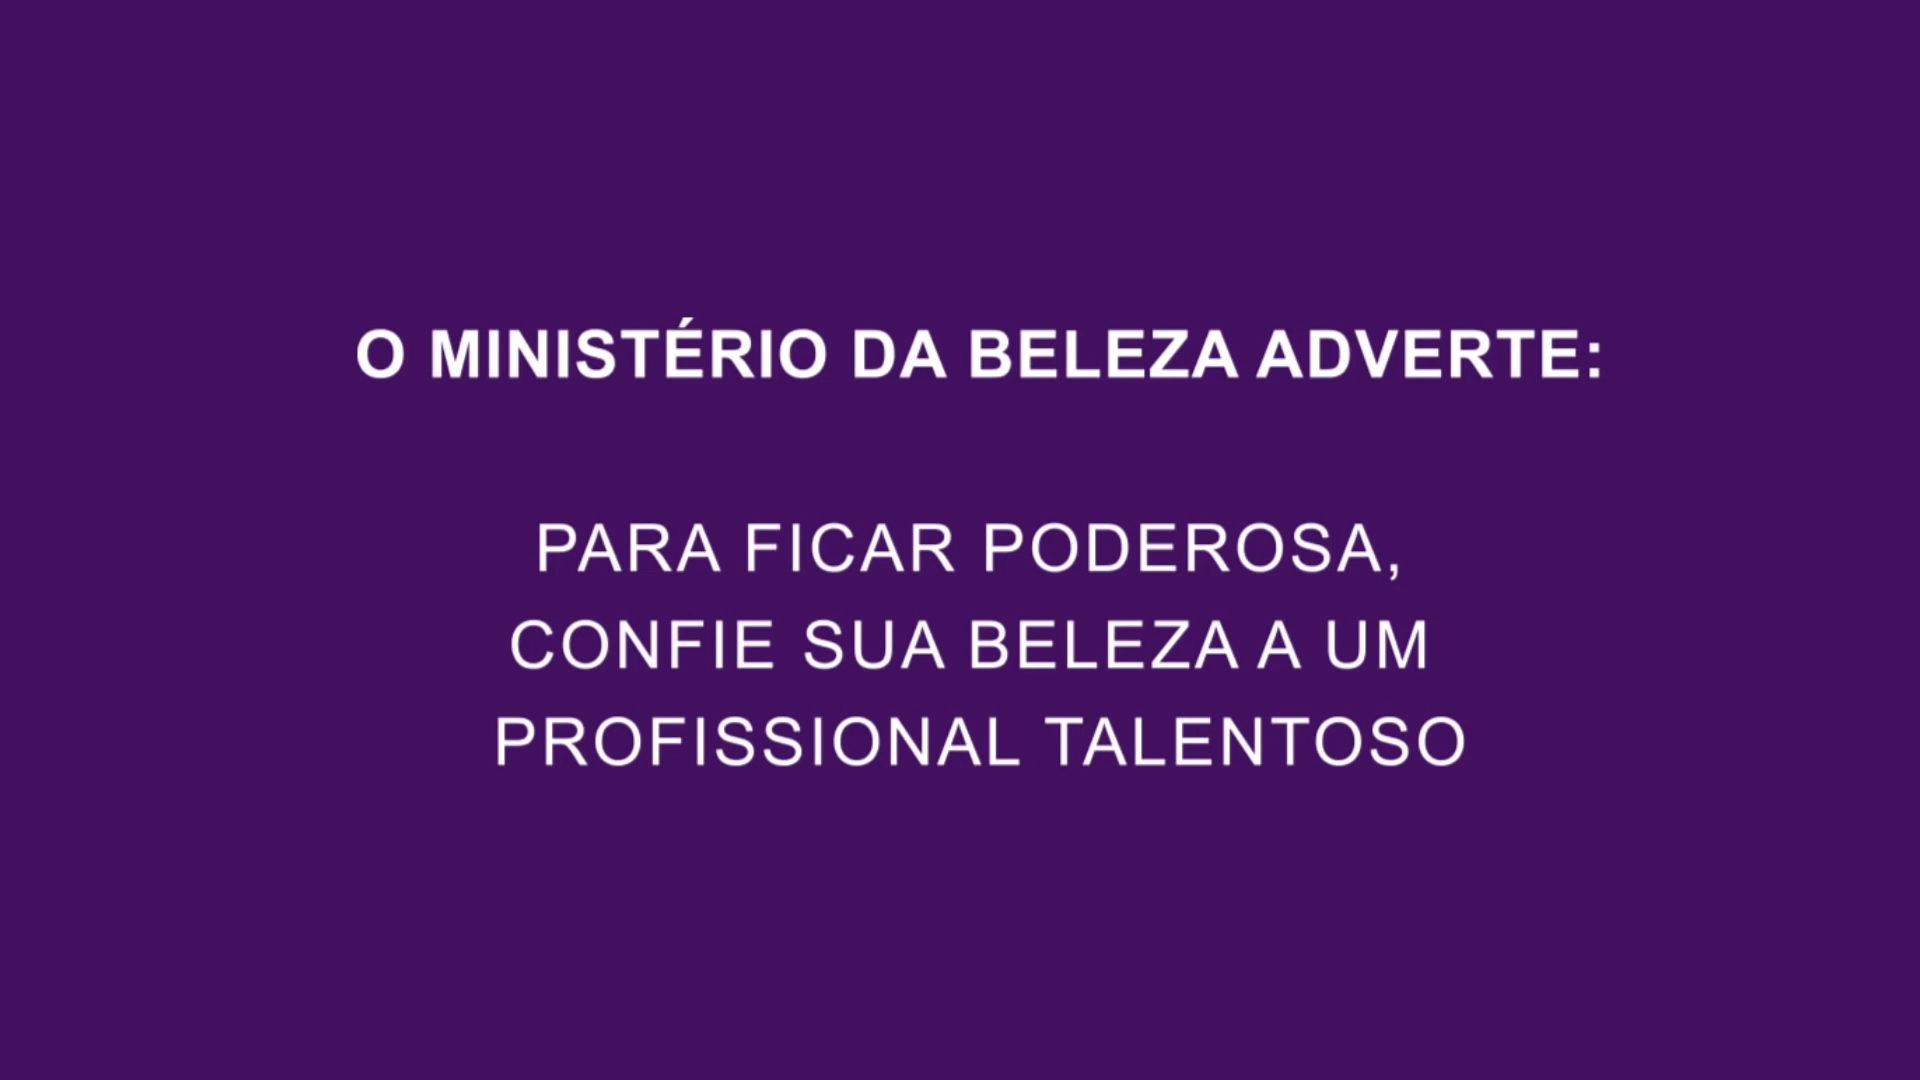 O MINISTÉRIO DA BELEZA ADVERTE:
PARA FICAR PODEROSA,
CONFIE SUA BELEZA A UM
PROFISSIONAL TALENTOSO